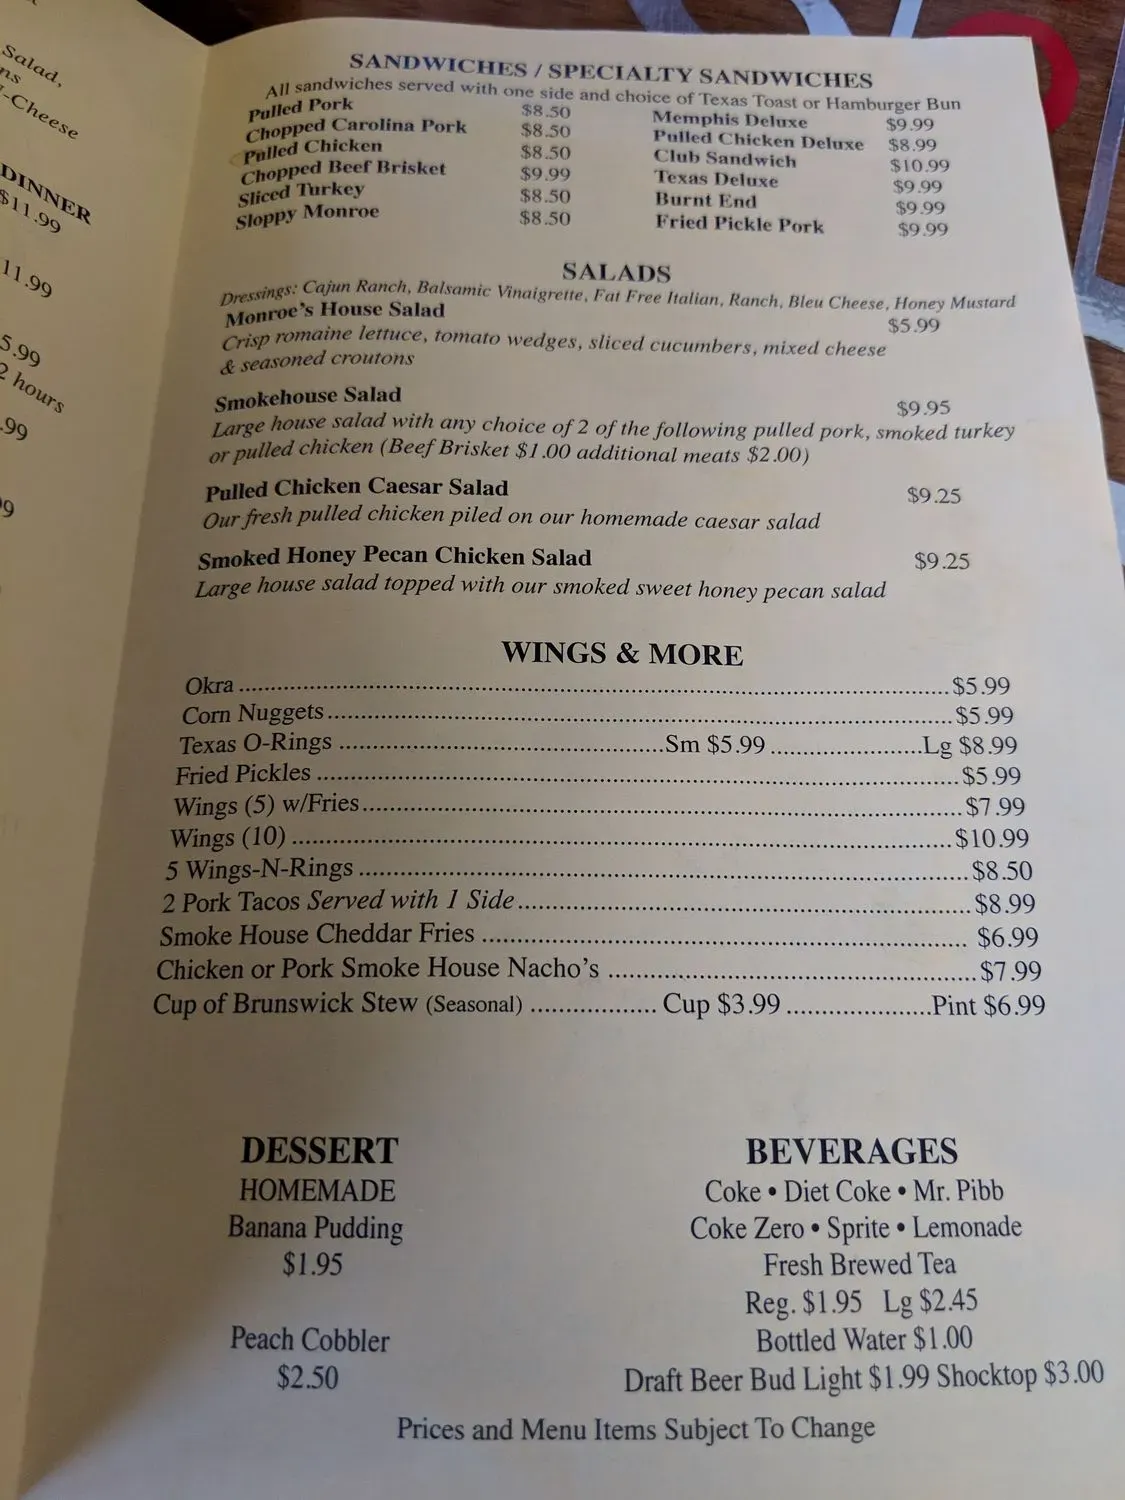 Salad,
-Cheese
DINNER
$11.99
11.99
5.99
2 hours
.99
SANDWICHES / SPECIALTY SANDWICHES
All sandwiches served with one side and choice of Texas Toast or Hamburger Bun
Pulled Pork $8.50
Chopped Carolina Pork $8.50
Pulled Chicken $8.50
Chopped Beef Brisket $9.99
Sliced Turkey $8.50
Sloppy Monroe $8.50
Memphis Deluxe $9.99
Pulled Chicken Deluxe $8.99
Club Sandwich $10.99
Texas Deluxe $9.99
Burnt End $9.99
Fried Pickle Pork $9.99
SALADS
Dressings: Cajun Ranch, Balsamic Vinaigrette, Fat Free Italian, Ranch, Bleu Cheese, Honey Mustard
Monroe's House Salad $5.99
Crisp romaine lettuce, tomato wedges, sliced cucumbers, mixed cheese
& seasoned croutons
Smokehouse Salad $9.95
Large house salad with any choice of 2 of the following pulled pork, smoked turkey
or pulled chicken (Beef Brisket $1.00 additional meats $2.00)
Pulled Chicken Caesar Salad $9.25
Our fresh pulled chicken piled on our homemade caesar salad
Smoked Honey Pecan Chicken Salad $9.25
Large house salad topped with our smoked sweet honey pecan salad
WINGS & MORE
Okra $5.99
Corn Nuggets $5.99
Texas O-Rings Sm $5.99 Lg $8.99
Fried Pickles $5.99
Wings (5) w/Fries $7.99
Wings (10) $10.99
5 Wings-N-Rings $8.50
2 Pork Tacos Served with 1 Side $8.99
Smoke House Cheddar Fries $6.99
Chicken or Pork Smoke House Nacho's $7.99
Cup of Brunswick Stew (Seasonal) Cup $3.99 Pint $6.99
DESSERT
HOMEMADE
Banana Pudding
$1.95
Peach Cobbler
$2.50
BEVERAGES
Coke • Diet Coke • Mr. Pibb
Coke Zero • Sprite • Lemonade
Fresh Brewed Tea
Reg. $1.95 Lg $2.45
Bottled Water $1.00
Draft Beer Bud Light $1.99 Shocktop $3.00
Prices and Menu Items Subject To Change